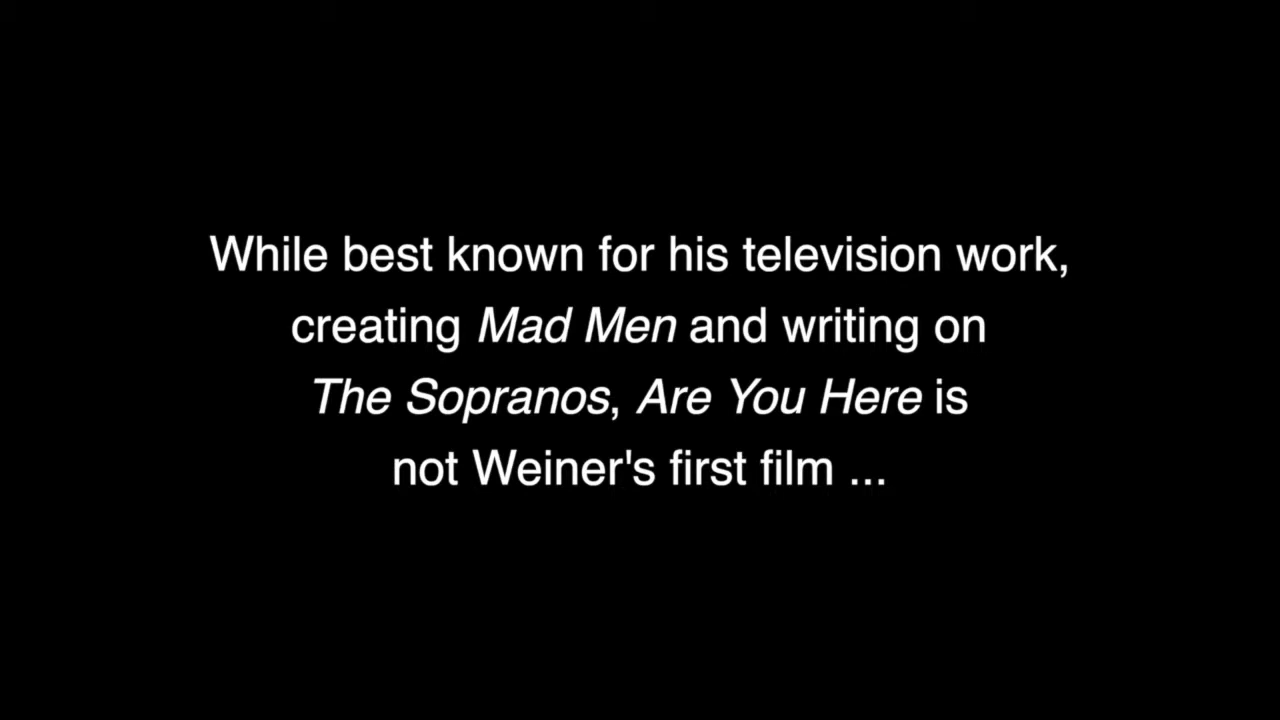 While best known for his television work,
creating Mad Men and writing on
The Sopranos, Are You Here is
not Weiner's first film ...